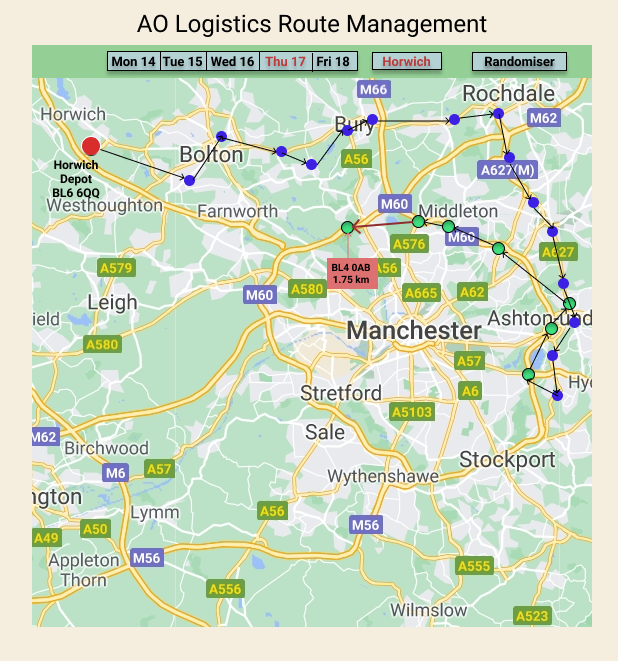 AO Logistics Route Management
Mon 14 Tue 15 Wed 16 Thu 17 Fri 18 Horwich Randomiser
M66
Rochdale
Horwich
M62
Bury
Bolton
A56
Horwich
Depot
BL6 6QQ
A627(M)
Westhoughton
Farnworth
M60
Middleton
M60
A576
A627
A579
BL4 0AB
1.75 km
A56
A580
M60
A665
A62
Leigh
ield
Manchester
Ashton-und
A580
A57
Stretford
A6
Hyd
A5103
Sale
M62
Birchwood
Stockport
M6
A57
Wythenshawe
ngton
Lymm
A56
A50
M56
A49
Appleton
Thorn
M56
A555
A556
Wilmslow
A523